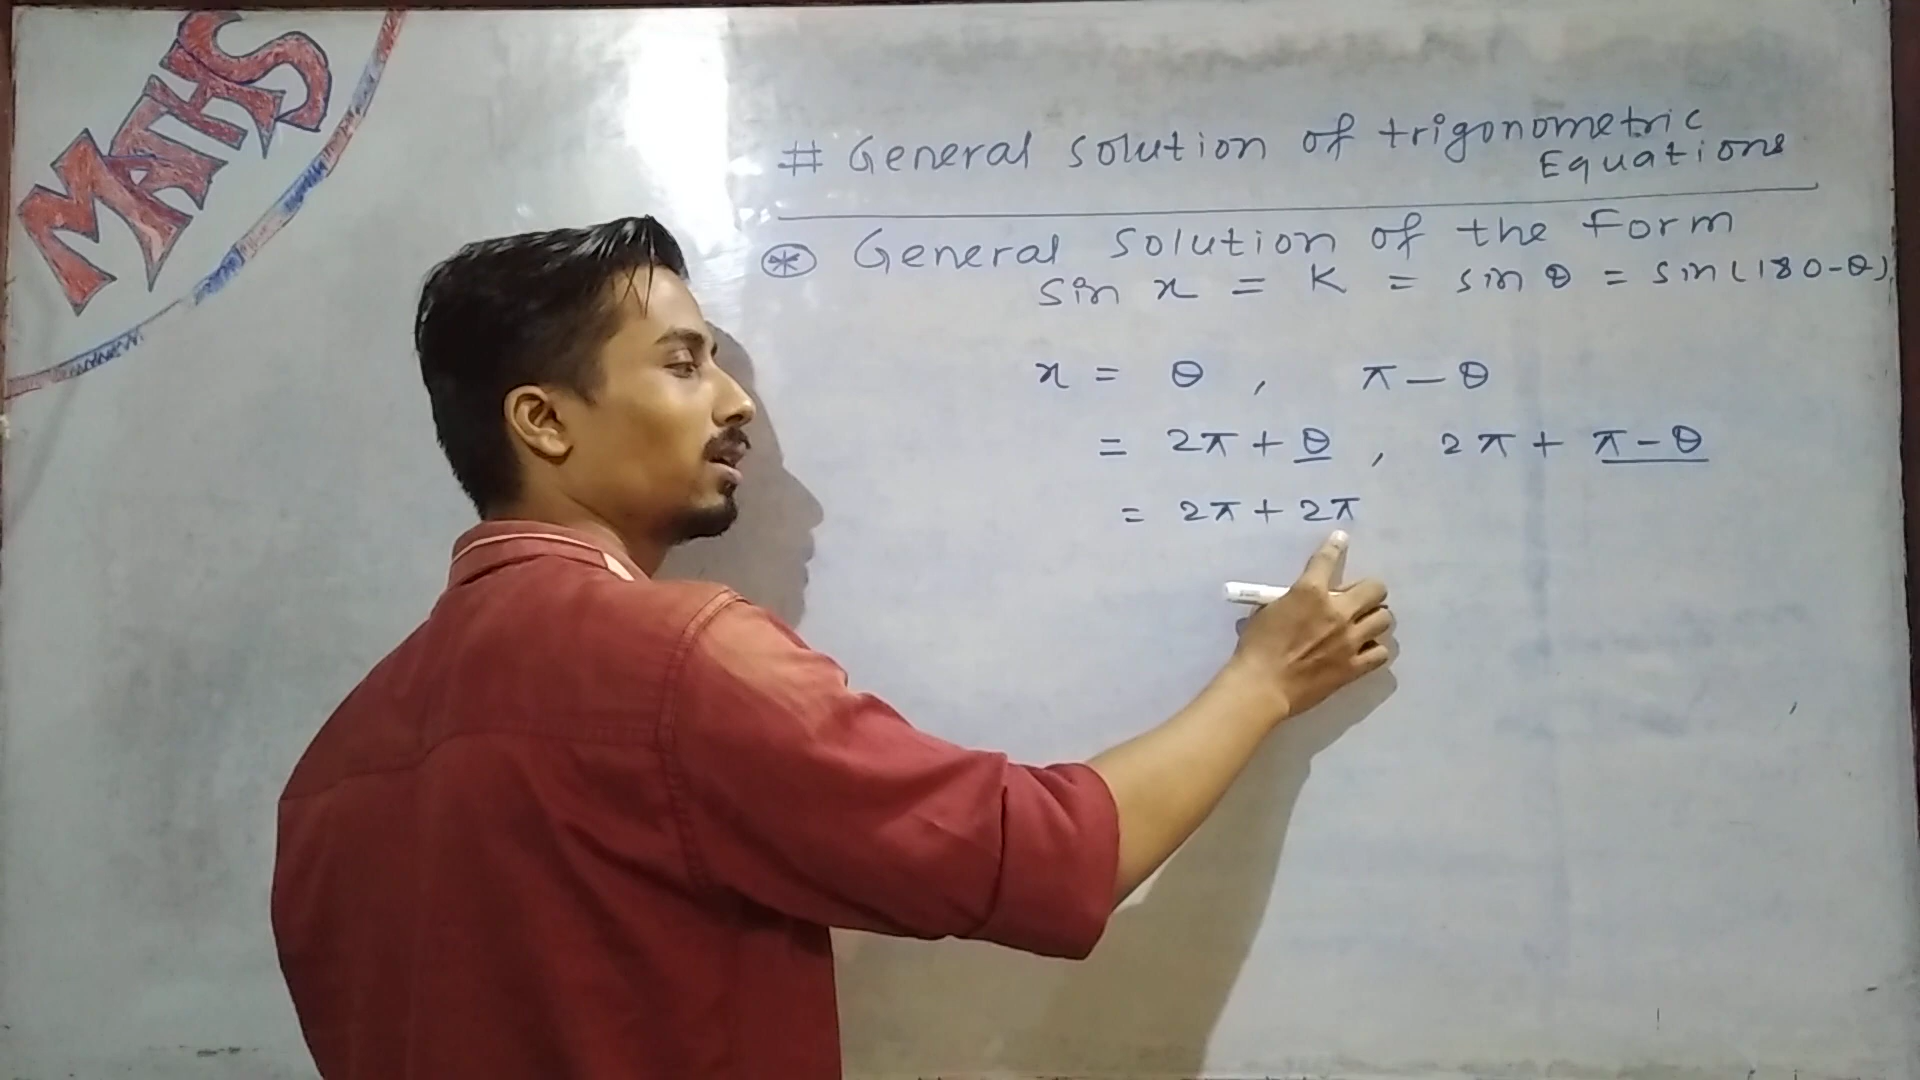 MATHS
# General solution of trigonometric
Equations
* General solution of the form
sin x = K = sin θ = sin(180-θ)
x = θ , π - θ
= 2π + θ , 2π + π - θ
= 2π + 2π